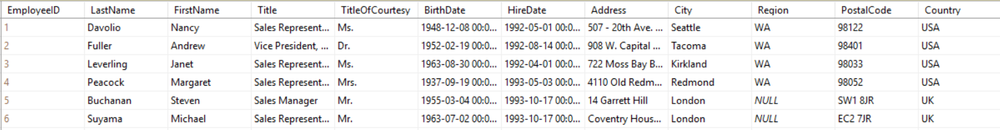 EmployeeID LastName FirstName Title TitleOfCourtesy BirthDate HireDate Address City Region PostalCode Country
1 Davolio Nancy Sales Represent... Ms. 1948-12-08 00:0... 1992-05-01 00:0... 507 - 20th Ave. ... Seattle WA 98122 USA
2 Fuller Andrew Vice President, ... Dr. 1952-02-19 00:0... 1992-08-14 00:0... 908 W. Capital ... Tacoma WA 98401 USA
3 Leverling Janet Sales Represent... Ms. 1963-08-30 00:0... 1992-04-01 00:0... 722 Moss Bay B... Kirkland WA 98033 USA
4 Peacock Margaret Sales Represent... Mrs. 1937-09-19 00:0... 1993-05-03 00:0... 4110 Old Redm... Redmond WA 98052 USA
5 Buchanan Steven Sales Manager Mr. 1955-03-04 00:0... 1993-10-17 00:0... 14 Garrett Hill London NULL SW1 8JR UK
6 Suyama Michael Sales Represent... Mr. 1963-07-02 00:0... 1993-10-17 00:0... Coventry Hous... London NULL EC2 7JR UK